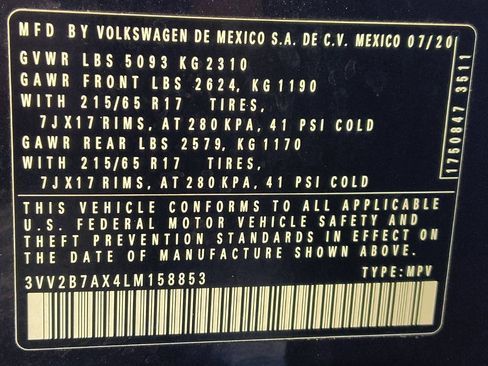 MFD BY VOLKSWAGEN DE MEXICO S.A. DE C.V. MEXICO 07/20
GVWR LBS 5093 KG 2310
GAWR FRONT LBS 2624, KG 1190
WITH 215/65 R17 TIRES,
7JX17 RIMS, AT 280 KPA, 41 PSI COLD
GAWR REAR LBS 2579, KG 1170
WITH 215/65 R17 TIRES,
7JX17 RIMS, AT 280 KPA, 41 PSI COLD
THIS VEHICLE CONFORMS TO ALL APPLICABLE
U.S. FEDERAL MOTOR VEHICLE SAFETY AND
THEFT PREVENTION STANDARDS IN EFFECT ON
THE DATE OF MANUFACTURE SHOWN ABOVE.
3VV2B7AX4LM158853 TYPE:MPV
1750847 3511